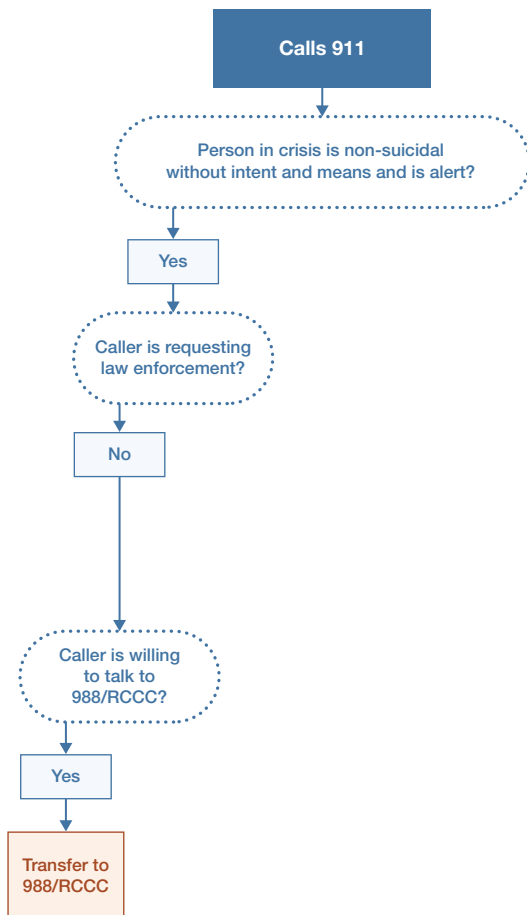 Calls 911
Person in crisis is non-suicidal
without intent and means and is alert?
Yes
Caller is requesting
law enforcement?
No
Caller is willing
to talk to
988/RCCC?
Yes
Transfer to
988/RCCC